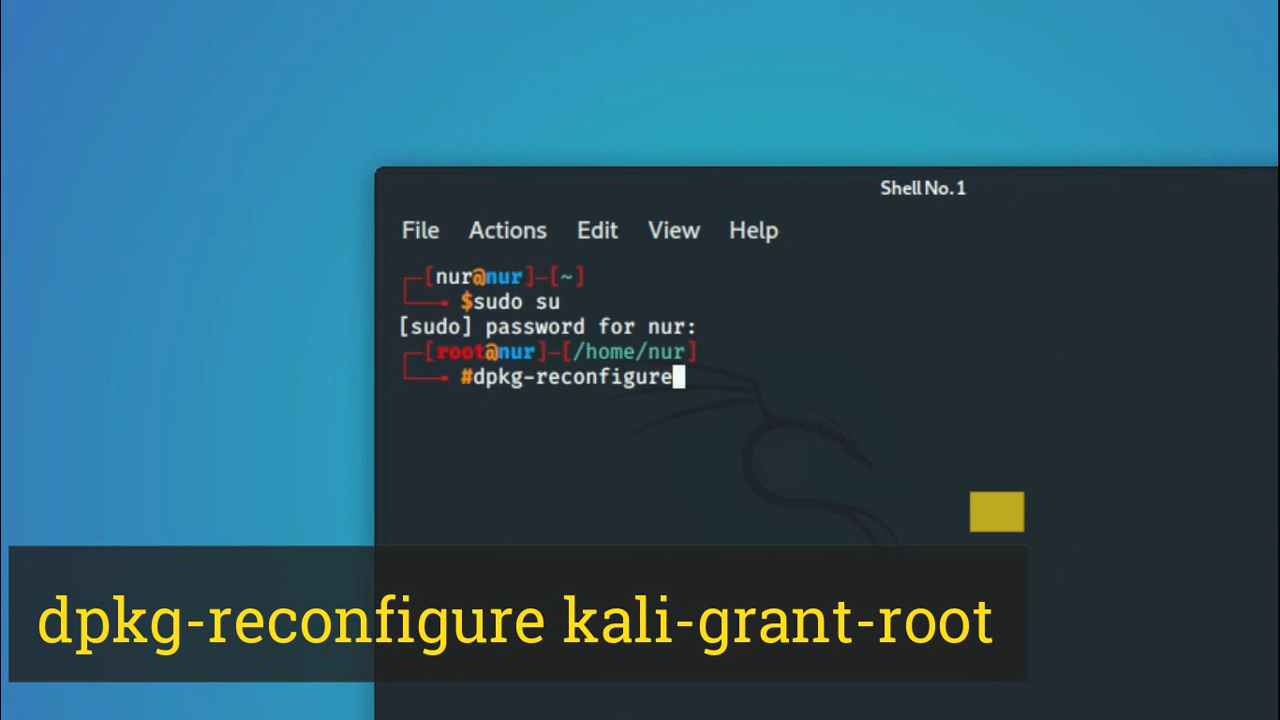 Shell No. 1
File Actions Edit View Help
┌─[nur@nur]─[~]
└──╼ $sudo su
[sudo] password for nur:
┌─[root@nur]─[/home/nur]
└──╼ #dpkg-reconfigure
dpkg-reconfigure kali-grant-root